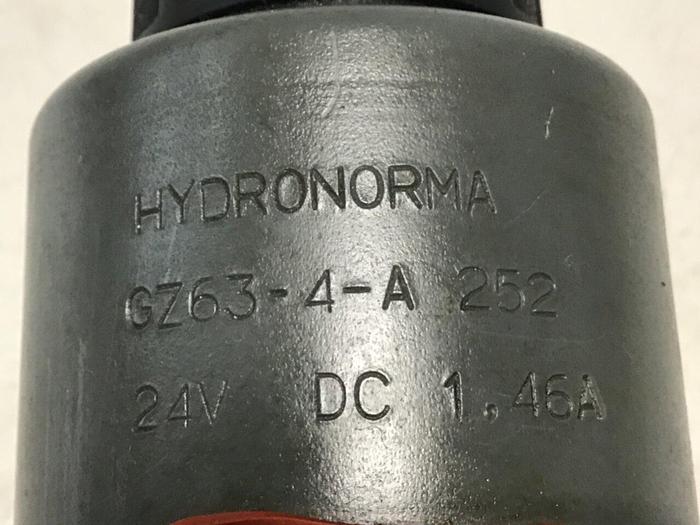 HYDRONORMA
GZ63-4-A 252
24V DC 1.46A